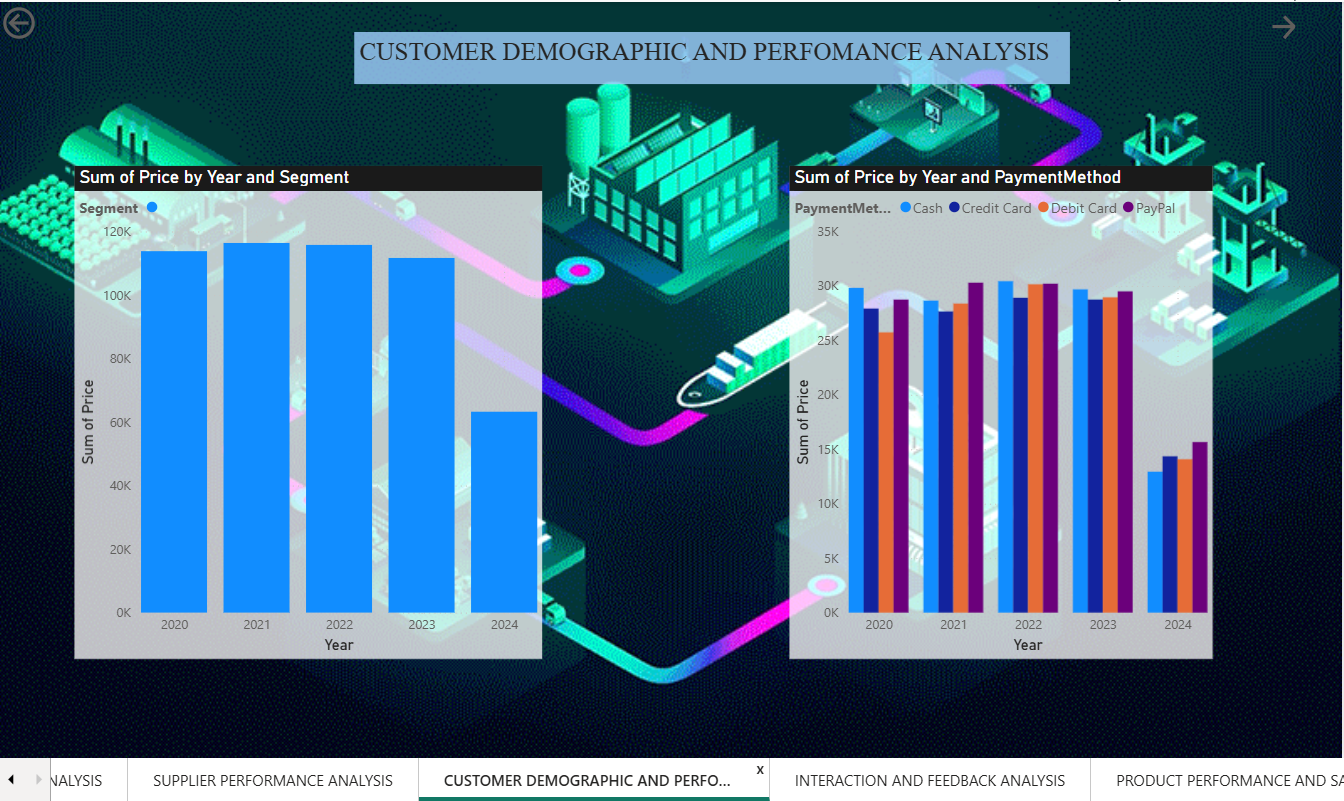 CUSTOMER DEMOGRAPHIC AND PERFOMANCE ANALYSIS
Sum of Price by Year and Segment
Segment
120K
100K
80K
60K
40K
20K
0K
Sum of Price
2020 2021 2022 2023 2024
Year
Sum of Price by Year and PaymentMethod
PaymentMet... Cash Credit Card Debit Card PayPal
35K
30K
25K
20K
15K
10K
5K
0K
Sum of Price
2020 2021 2022 2023 2024
Year
NALYSIS SUPPLIER PERFORMANCE ANALYSIS CUSTOMER DEMOGRAPHIC AND PERFO... x INTERACTION AND FEEDBACK ANALYSIS PRODUCT PERFORMANCE AND SA